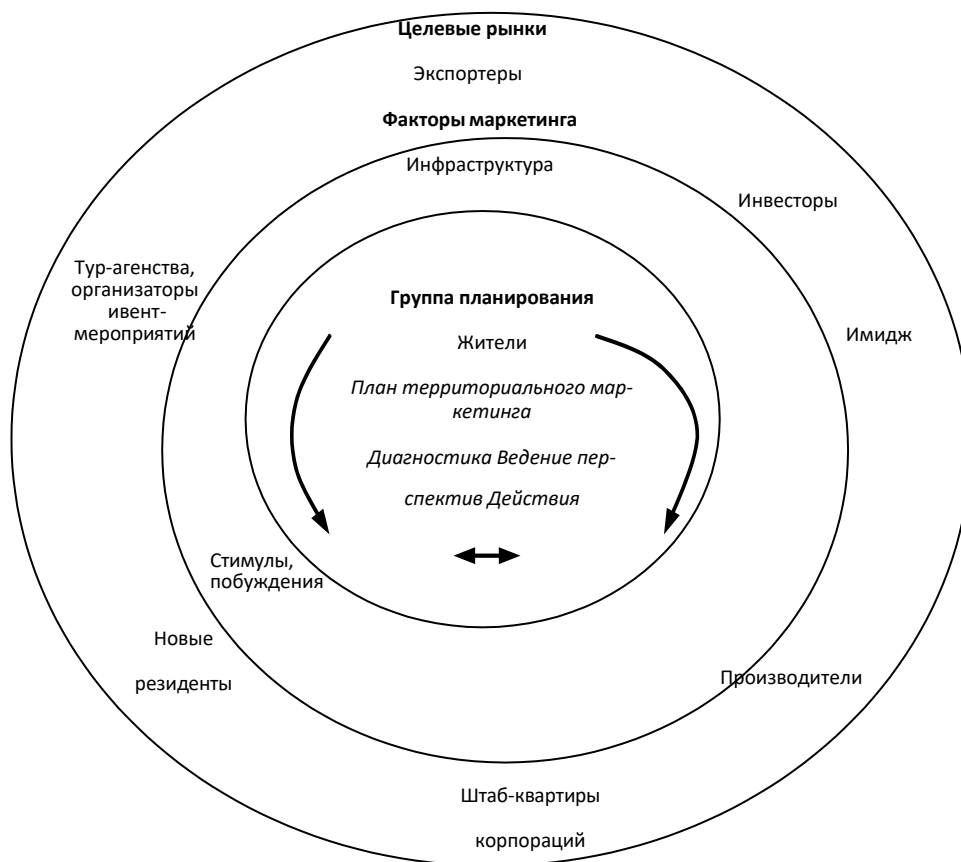 Целевые рынки
Экспортеры
Факторы маркетинга
Инфраструктура
Инвесторы
Тур-агенства,
организаторы
ивент-
мероприятий
Группа планирования
Имидж
Жители
План территориального мар-
кетинга
Диагностика Ведение пер-
спектив Действия
Стимулы,
побуждения
Новые
резиденты
Производители
Штаб-квартиры
корпораций